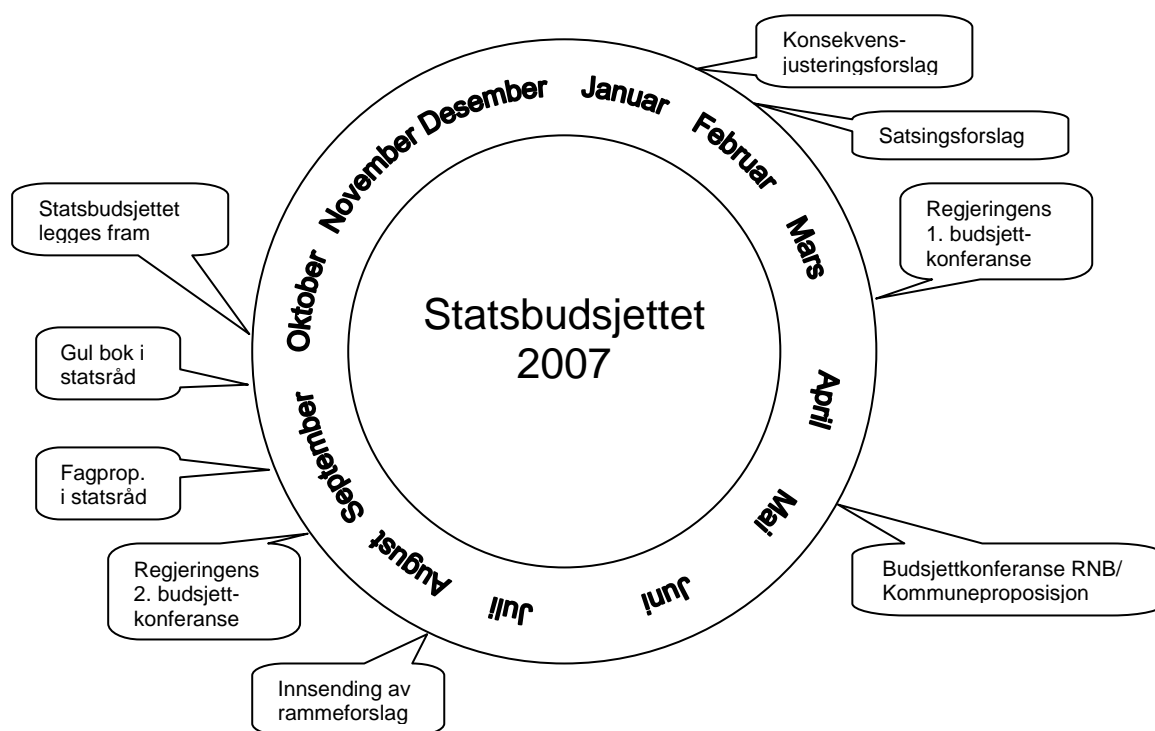 Konsekvens-
justeringsforslag
Satsingsforslag
Regjeringens
1. budsjett-
konferanse
Budsjettkonferanse RNB/
Kommuneproposisjon
Innsending av
rammeforslag
Regjeringens
2. budsjett-
konferanse
Fagprop.
i statsråd
Gul bok i
statsråd
Statsbudsjettet
legges fram
Januar
Februar
Mars
April
Mai
Juni
Juli
August
September
Oktober
November
Desember
Statsbudsjettet
2007